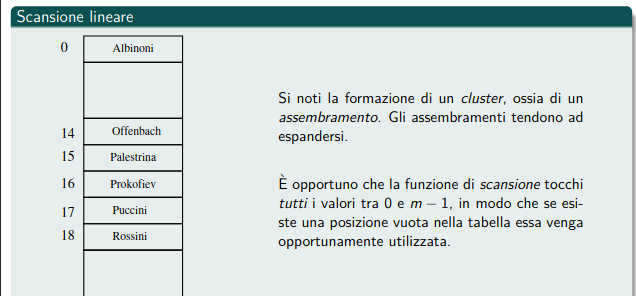 Scansione lineare
0 Albinoni
14 Offenbach
15 Palestrina
16 Prokofiev
17 Puccini
18 Rossini
Si noti la formazione di un cluster, ossia di un
assembramento. Gli assembramenti tendono ad
espandersi.
È opportuno che la funzione di scansione tocchi
tutti i valori tra 0 e m − 1, in modo che se esi-
ste una posizione vuota nella tabella essa venga
opportunamente utilizzata.